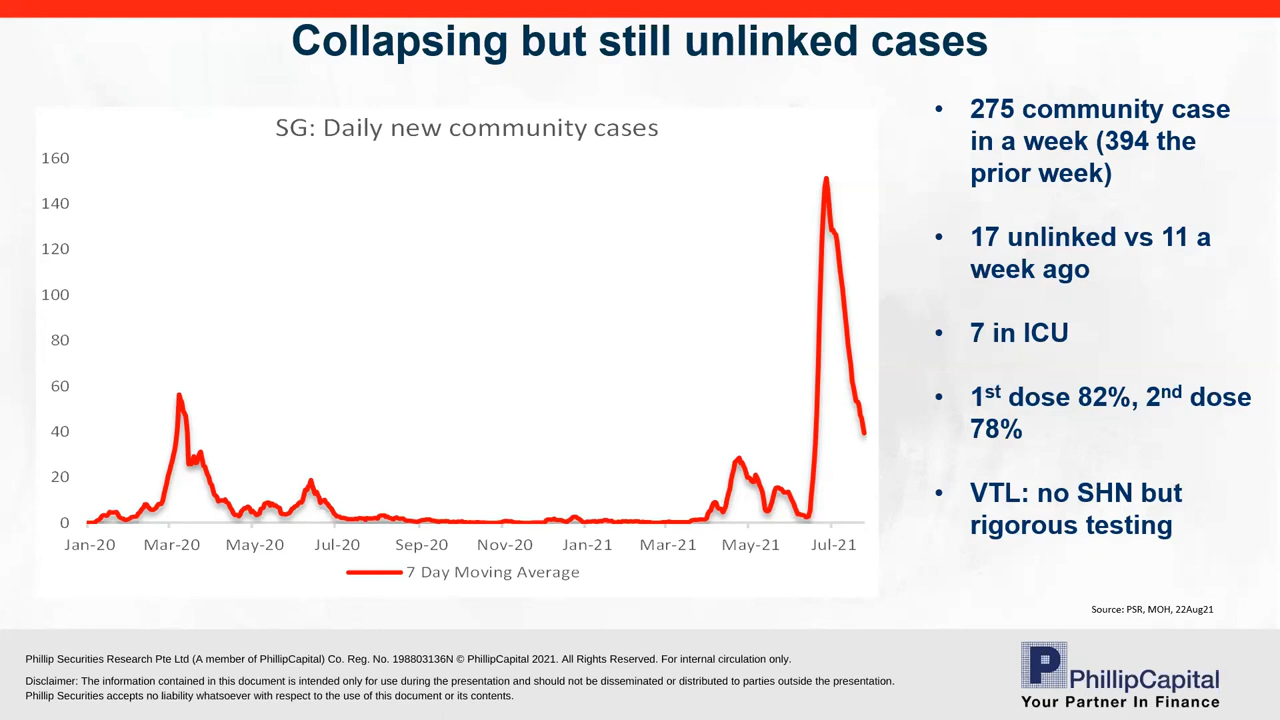 Collapsing but still unlinked cases
SG: Daily new community cases
160
140
120
100
80
60
40
20
0
Jan-20 Mar-20 May-20 Jul-20 Sep-20 Nov-20 Jan-21 Mar-21 May-21 Jul-21
7 Day Moving Average
• 275 community case
in a week (394 the
prior week)
• 17 unlinked vs 11 a
week ago
• 7 in ICU
• 1st dose 82%, 2nd dose
78%
• VTL: no SHN but
rigorous testing
Source: PSR, MOH, 22Aug21
Phillip Securities Research Pte Ltd (A member of PhillipCapital) Co. Reg. No. 198803136N © PhillipCapital 2021. All Rights Reserved. For internal circulation only.
Disclaimer: The information contained in this document is intended only for use during the presentation and should not be disseminated or distributed to parties outside the presentation.
Phillip Securities accepts no liability whatsoever with respect to the use of this document or its contents.
P PhillipCapital
Your Partner In Finance